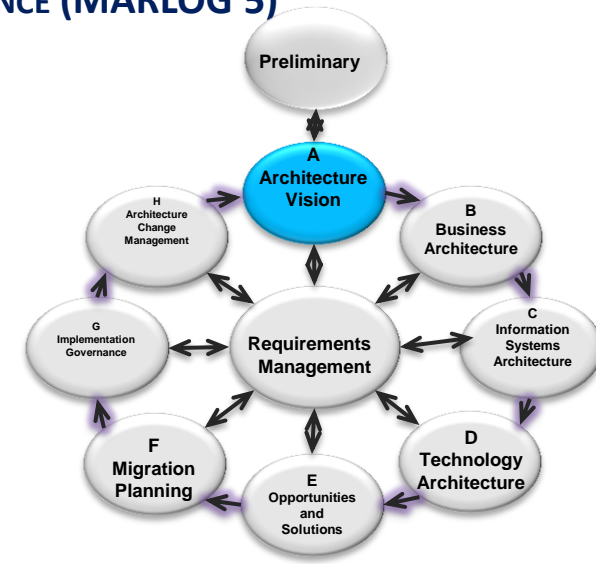 NCE (MARLOG 5)
Preliminary
A
Architecture
Vision
B
Business
Architecture
C
Information
Systems
Architecture
D
Technology
Architecture
E
Opportunities
and
Solutions
F
Migration
Planning
G
Implementation
Governance
H
Architecture
Change
Management
Requirements
Management